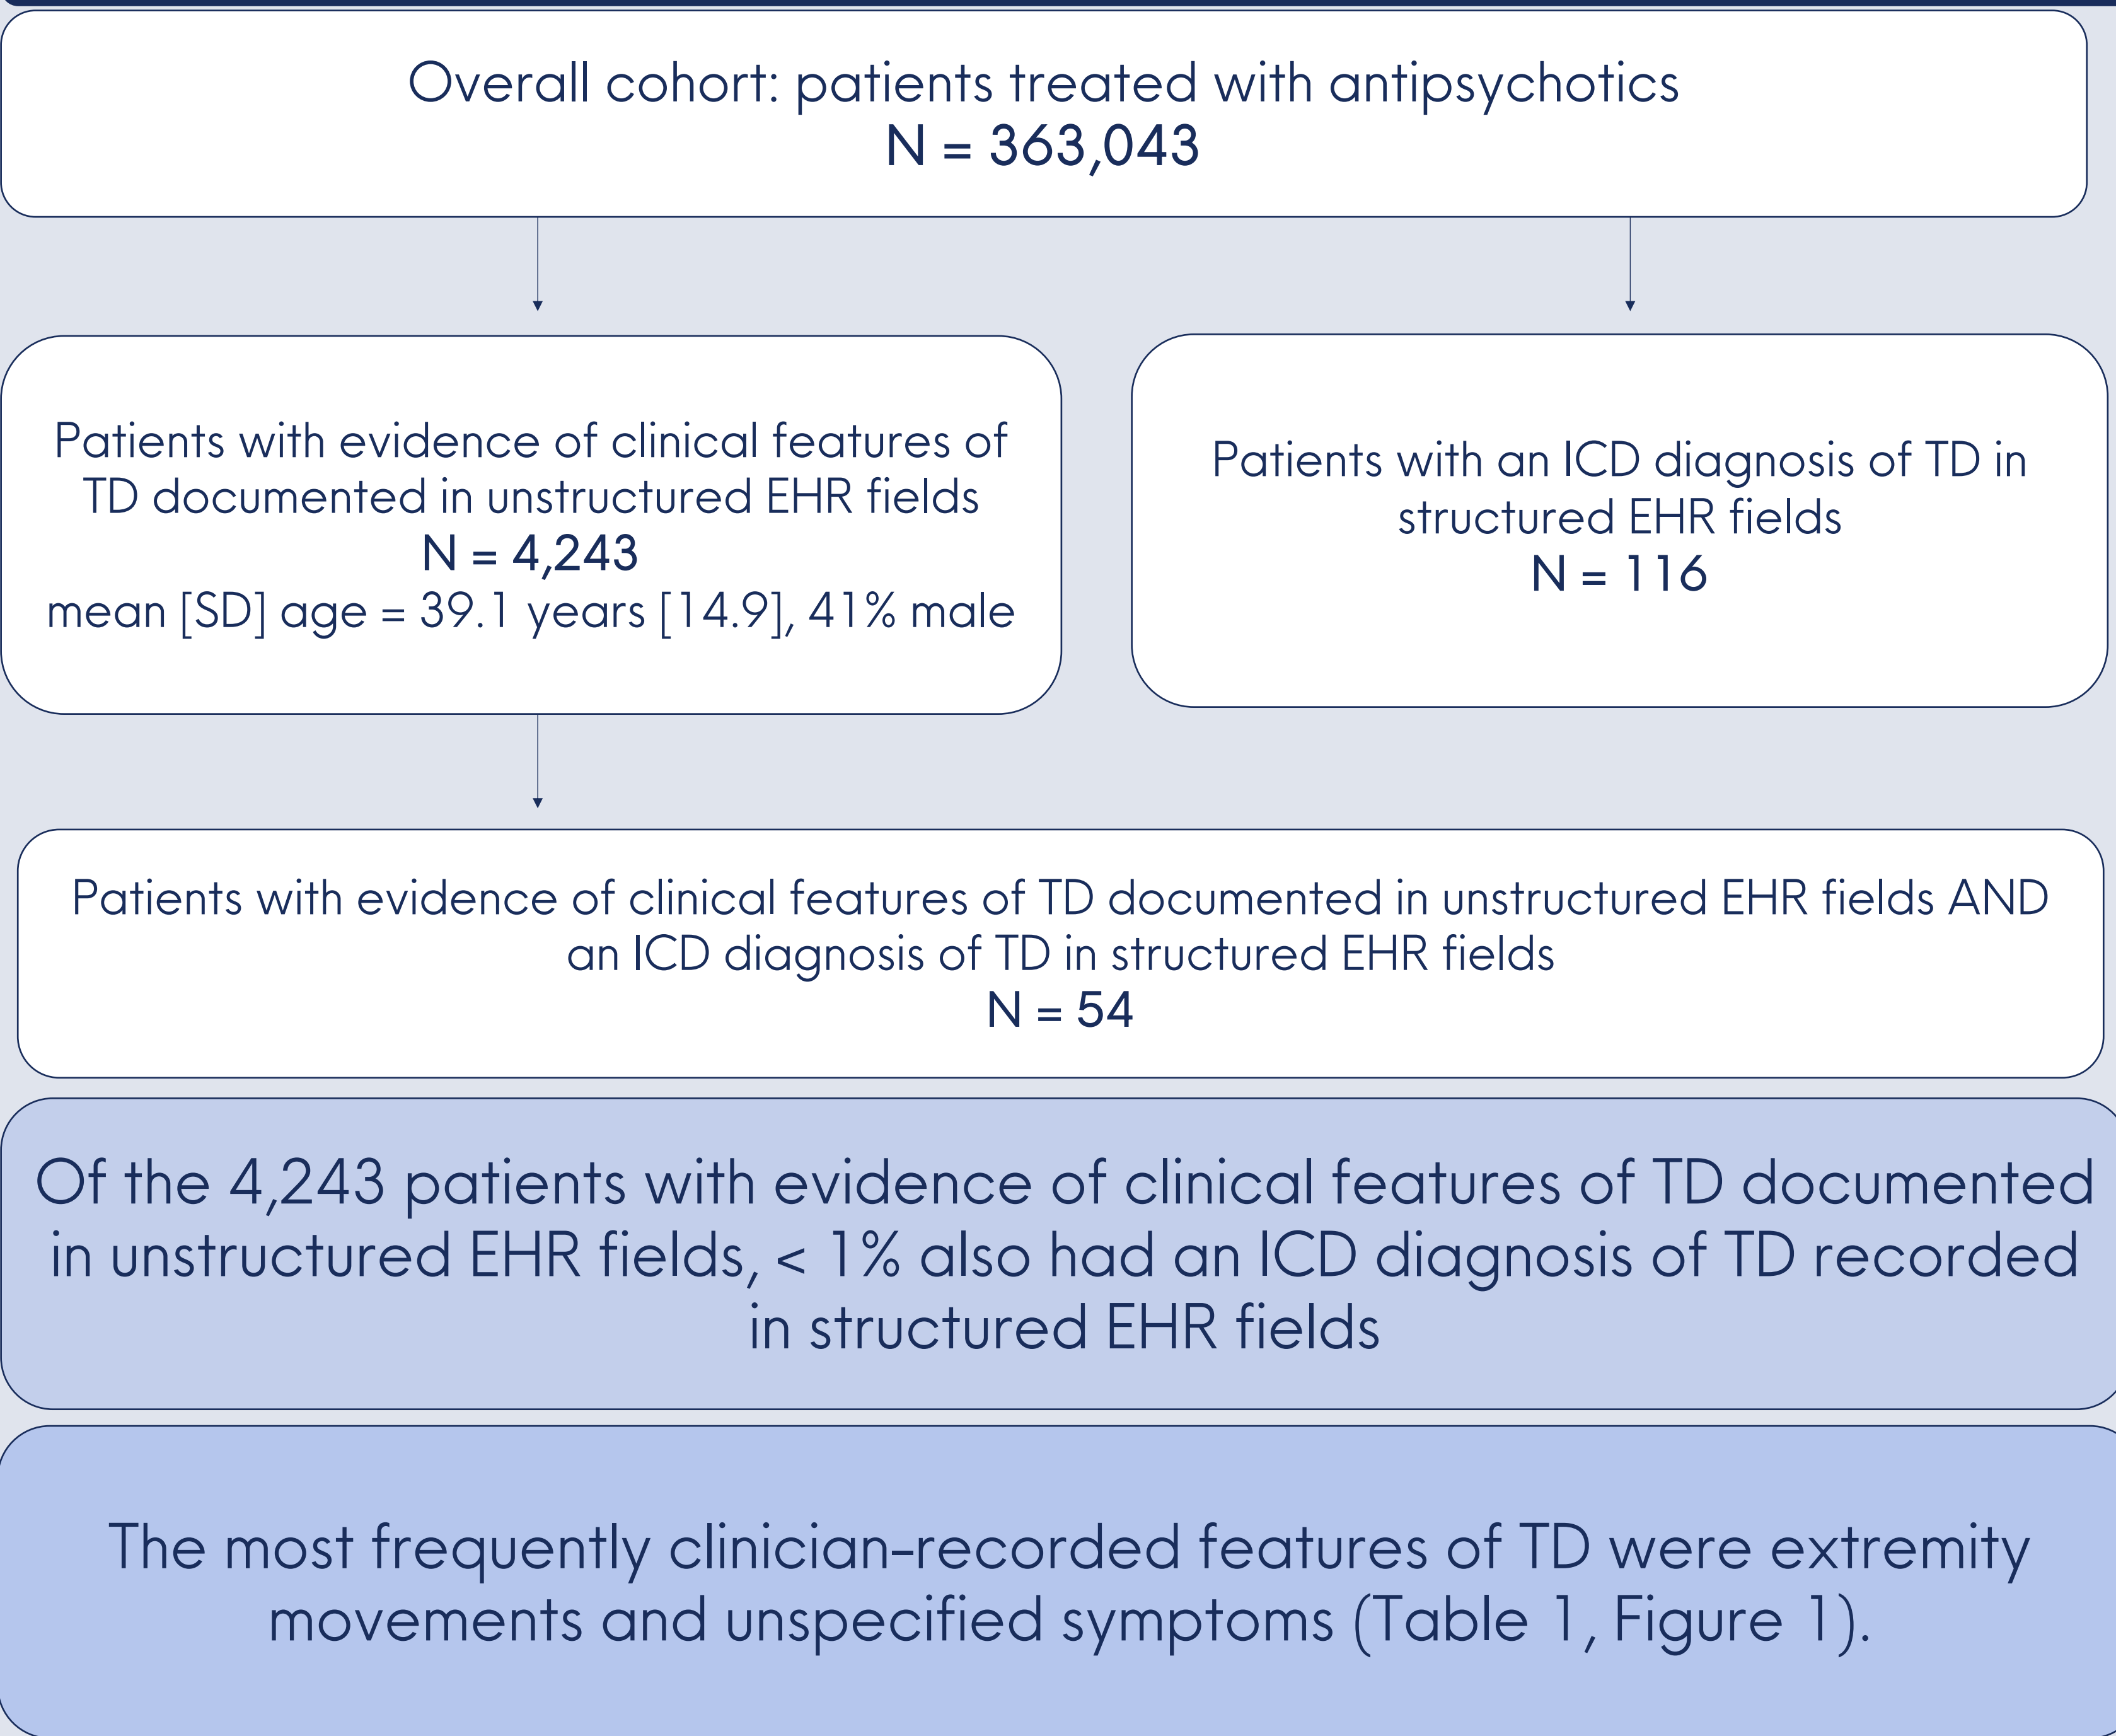 Overall cohort: patients treated with antipsychotics
N = 363,043
Patients with evidence of clinical features of
TD documented in unstructured EHR fields
N = 4,243
mean [SD] age = 39.1 years [14.9], 41% male
Patients with an ICD diagnosis of TD in
structured EHR fields
N = 116
Patients with evidence of clinical features of TD documented in unstructured EHR fields AND
an ICD diagnosis of TD in structured EHR fields
N = 54
Of the 4,243 patients with evidence of clinical features of TD documented
in unstructured EHR fields, < 1% also had an ICD diagnosis of TD recorded
in structured EHR fields
The most frequently clinician-recorded features of TD were extremity
movements and unspecified symptoms (Table 1, Figure 1).